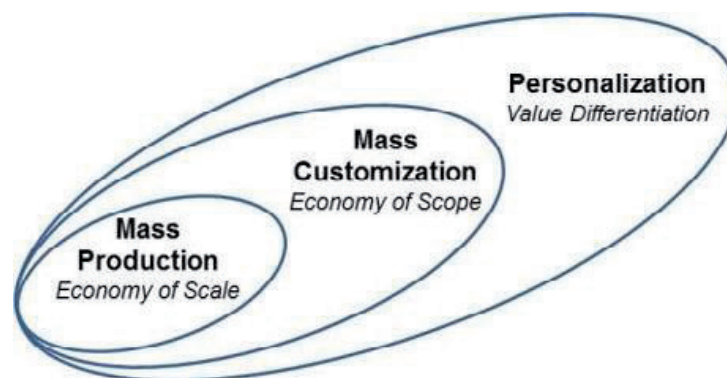 Personalization
Value Differentiation
Mass
Customization
Economy of Scope
Mass
Production
Economy of Scale